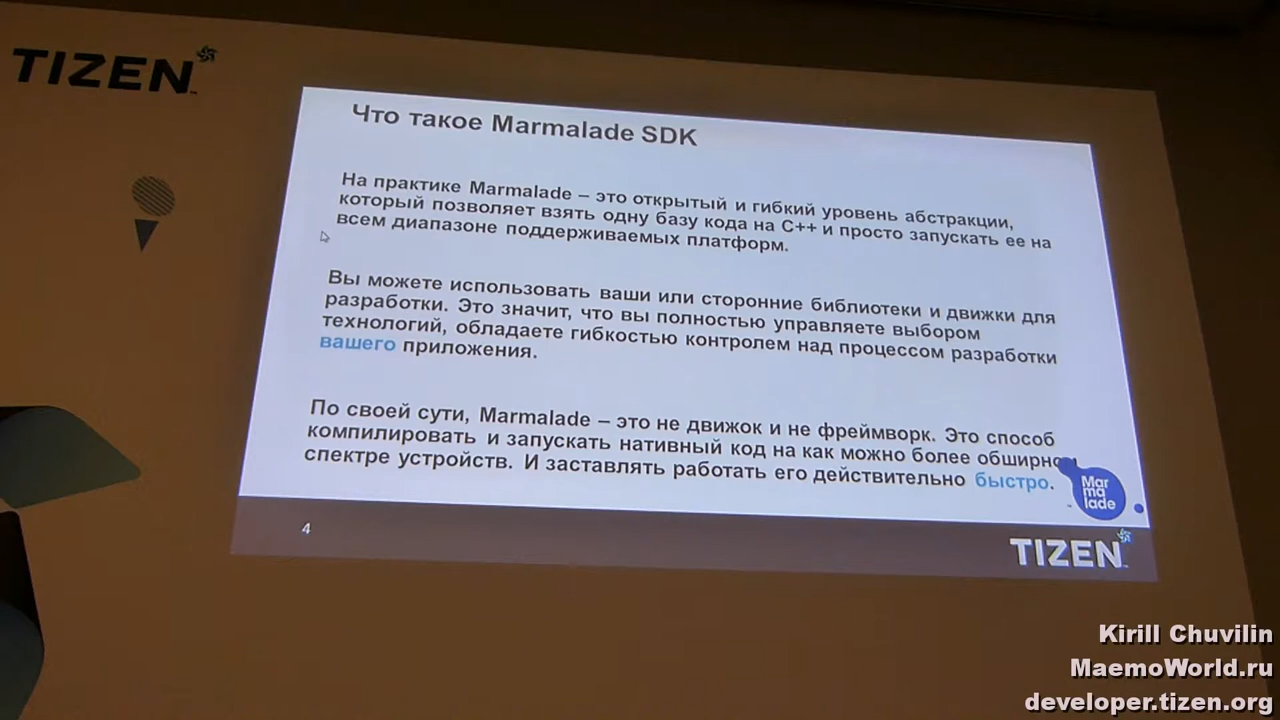 TIZEN™
Что такое Marmalade SDK
На практике Marmalade – это открытый и гибкий уровень абстракции,
который позволяет взять одну базу кода на C++ и просто запускать ее на
всем диапазоне поддерживаемых платформ.
Вы можете использовать ваши или сторонние библиотеки и движки для
разработки. Это значит, что вы полностью управляете выбором
технологий, обладаете гибкостью контролем над процессом разработки
вашего приложения.
По своей сути, Marmalade – это не движок и не фреймворк. Это способ
компилировать и запускать нативный код на как можно более обширном
спектре устройств. И заставлять работать его действительно быстро.
Mar
ma
lade
4
TIZEN™
Kirill Chuvilin
MaemoWorld.ru
developer.tizen.org